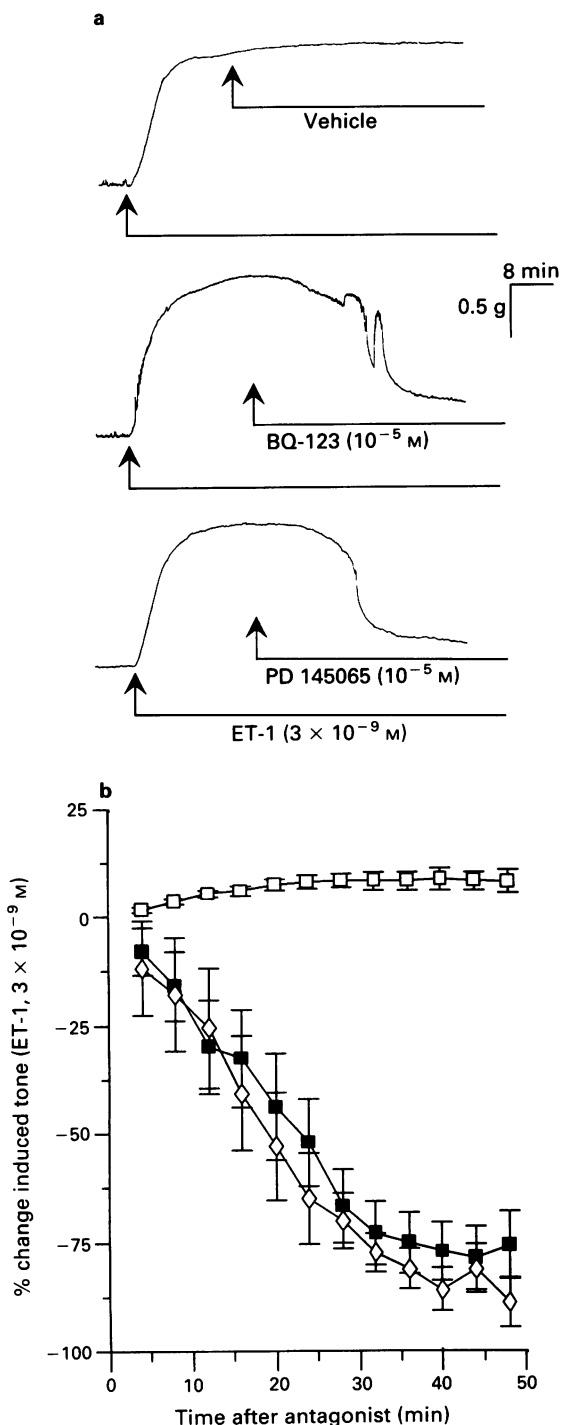 a
Vehicle
8 min
0.5 g
BQ-123 (10⁻⁵ M)
PD 145065 (10⁻⁵ M)
ET-1 (3 × 10⁻⁹ M)
b
% change induced tone (ET-1, 3 × 10⁻⁹ M)
25
0
−25
−50
−75
−100
0 10 20 30 40 50
Time after antagonist (min)